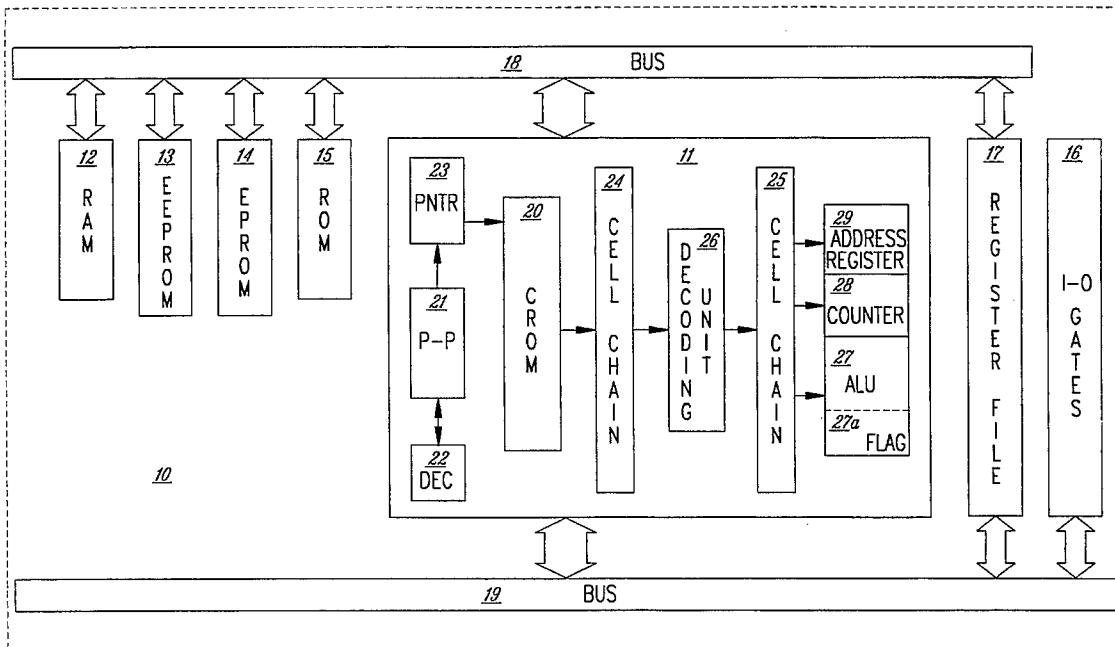 18 BUS
12 RAM
13 EEPROM
14 EPROM
15 ROM
11
23 PNTR
21 P-P
22 DEC
20 CROM
24 CELL CHAIN
26 DECODING UNIT
25 CELL CHAIN
29 ADDRESS REGISTER
28 COUNTER
27 ALU
27a FLAG
17 REGISTER FILE
16 I-O GATES
10
19 BUS